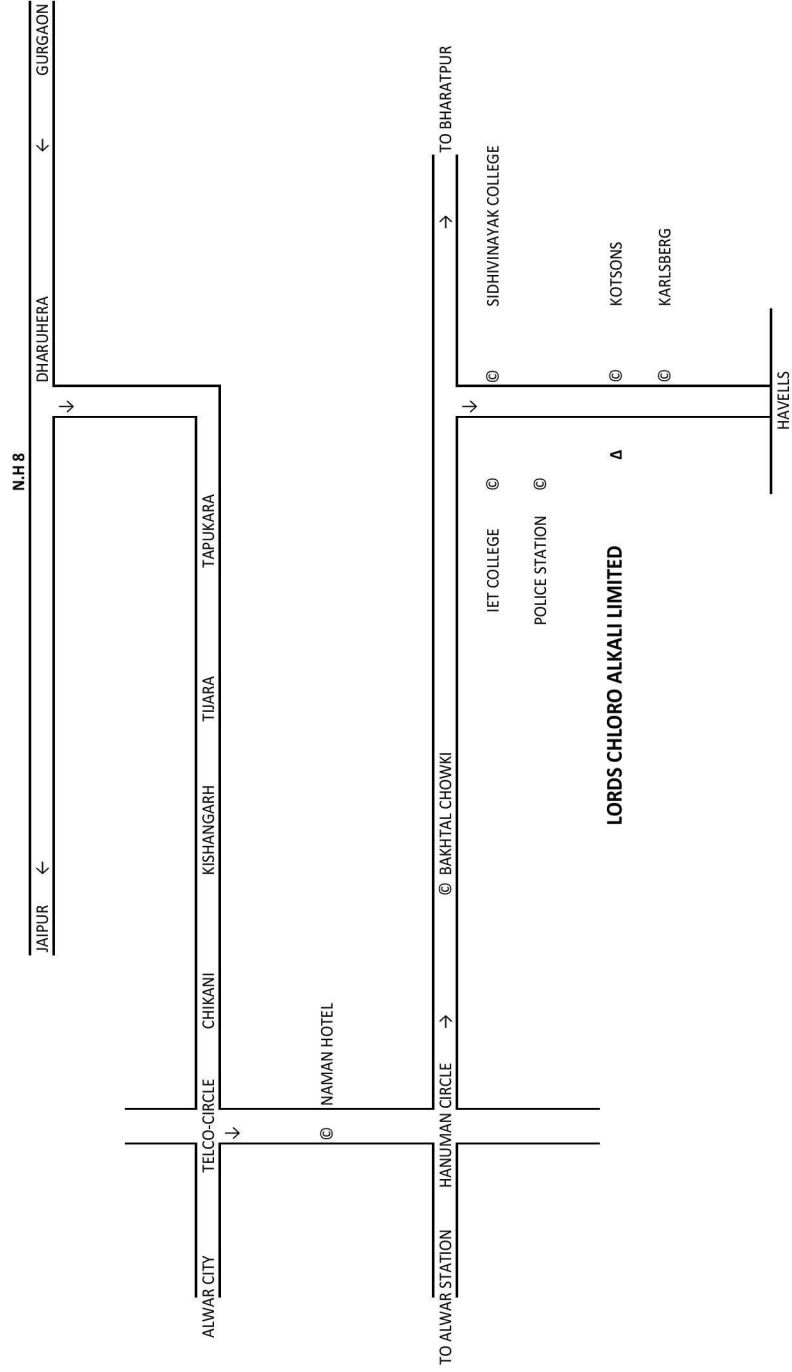 N.H 8
JAIPUR ← DHARUHERA ← GURGAON
↓
ALWAR CITY TELCO-CIRCLE CHIKANI KISHANGARH TIJARA TAPUKARA
↓
© NAMAN HOTEL
TO ALWAR STATION HANUMAN CIRCLE → © BAKHTAL CHOWKI → TO BHARATPUR
↓
IET COLLEGE © © SIDHIVINAYAK COLLEGE
POLICE STATION ©
LORDS CHLORO ALKALI LIMITED Δ © KOTSONS
© KARLSBERG
HAVELLS